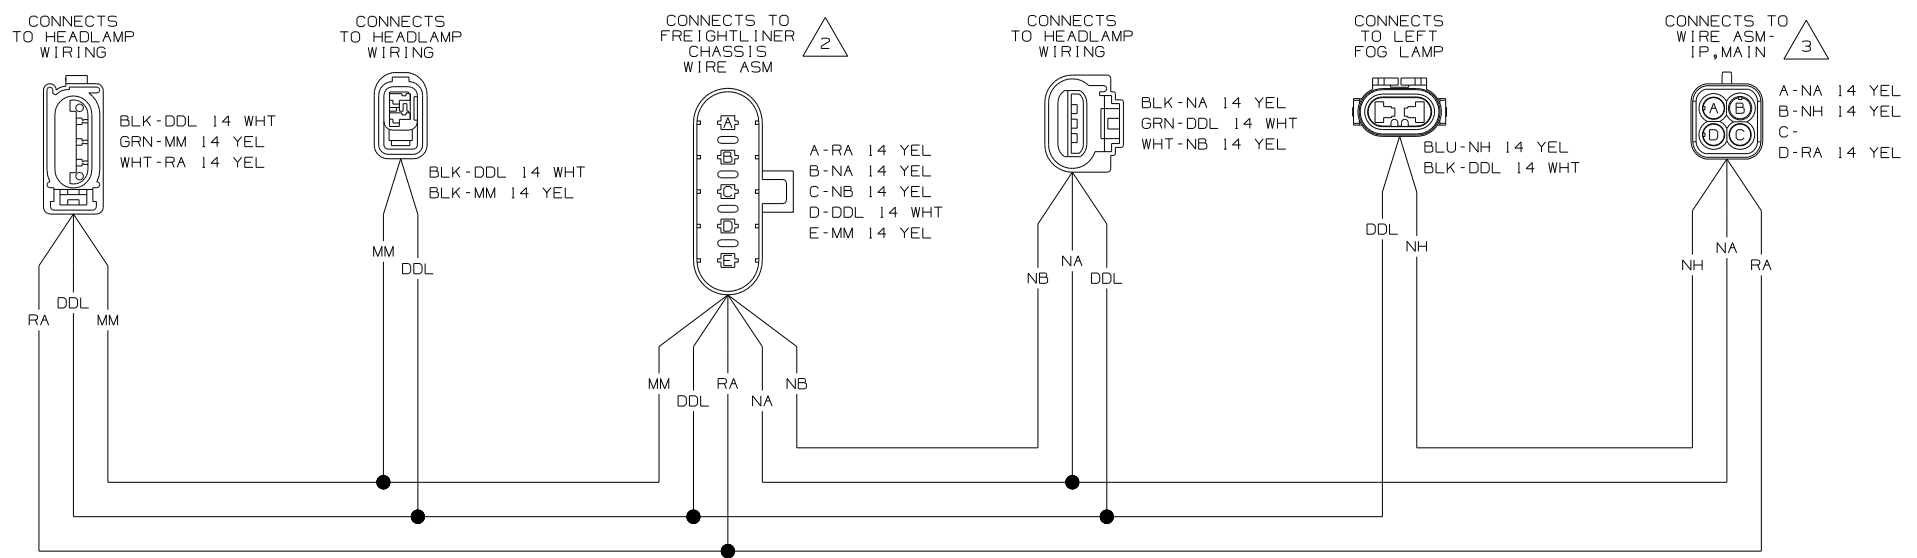 CONNECTS
TO HEADLAMP
WIRING
BLK-DDL 14 WHT
GRN-MM 14 YEL
WHT-RA 14 YEL
RA
DDL
MM
CONNECTS
TO HEADLAMP
WIRING
BLK-DDL 14 WHT
BLK-MM 14 YEL
MM
DDL
CONNECTS TO
FREIGHTLINER
CHASSIS
WIRE ASM
2
A
B
C
D
E
A-RA 14 YEL
B-NA 14 YEL
C-NB 14 YEL
D-DDL 14 WHT
E-MM 14 YEL
MM
DDL
RA
NA
NB
CONNECTS
TO HEADLAMP
WIRING
BLK-NA 14 YEL
GRN-DDL 14 WHT
WHT-NB 14 YEL
NB
NA
DDL
CONNECTS
TO LEFT
FOG LAMP
BLU-NH 14 YEL
BLK-DDL 14 WHT
DDL
NH
CONNECTS TO
WIRE ASM-
IP,MAIN
3
A B
D C
A-NA 14 YEL
B-NH 14 YEL
C-
D-RA 14 YEL
NH
NA
RA